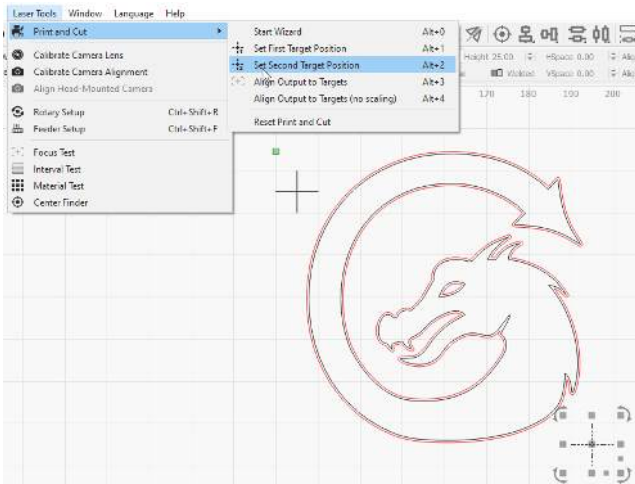 Laser Tools Window Language Help
Print and Cut
Calibrate Camera Lens
Calibrate Camera Alignment
Align Head-Mounted Camera
Rotary Setup Ctrl+Shift+R
Feeder Setup Ctrl+Shift+F
Focus Test
Interval Test
Material Test
Center Finder
Start Wizard Alt+0
Set First Target Position Alt+1
Set Second Target Position Alt+2
Align Output to Targets Alt+3
Align Output to Targets (no scaling) Alt+4
Reset Print and Cut
Height 25.00 HSpace 0.00 Alig
Welded VSpace 0.00 Alig
170 180 190 200